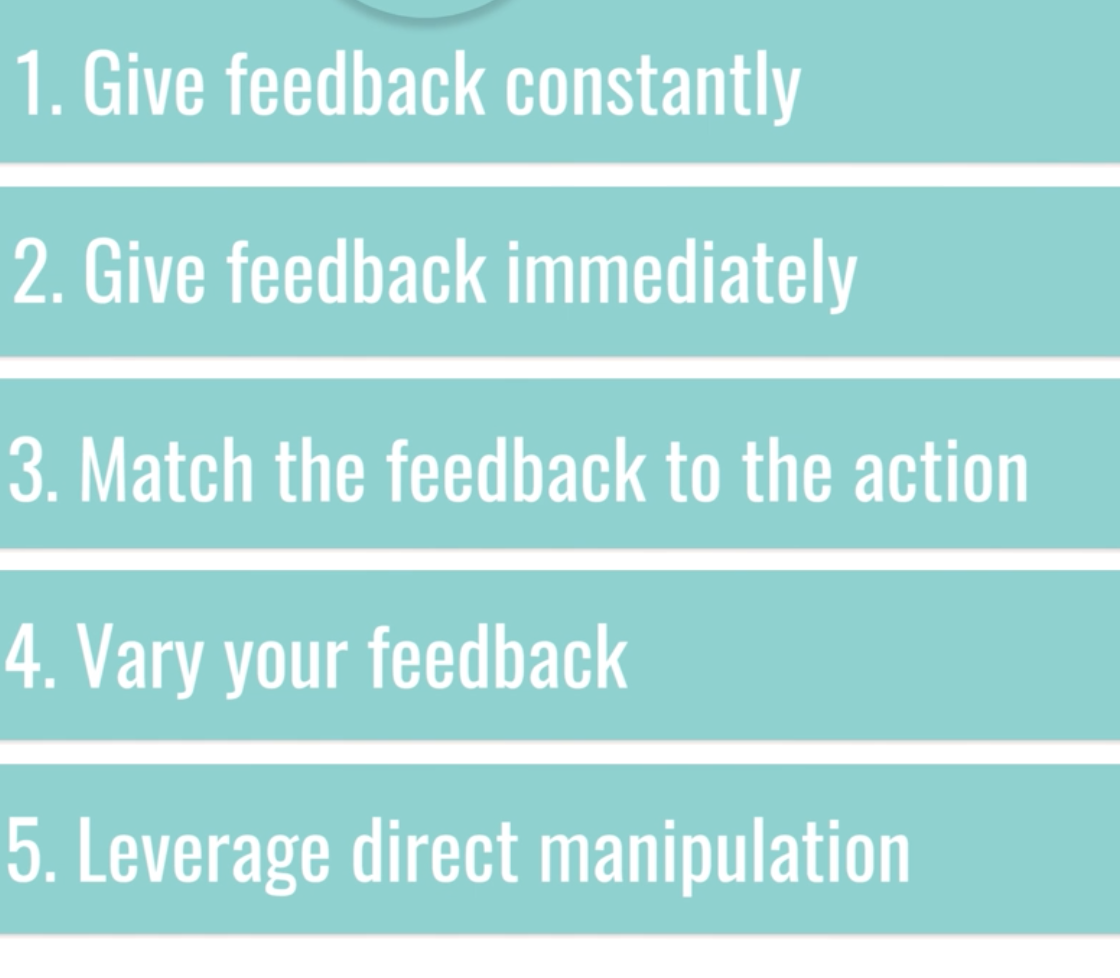 1. Give feedback constantly
2. Give feedback immediately
3. Match the feedback to the action
4. Vary your feedback
5. Leverage direct manipulation